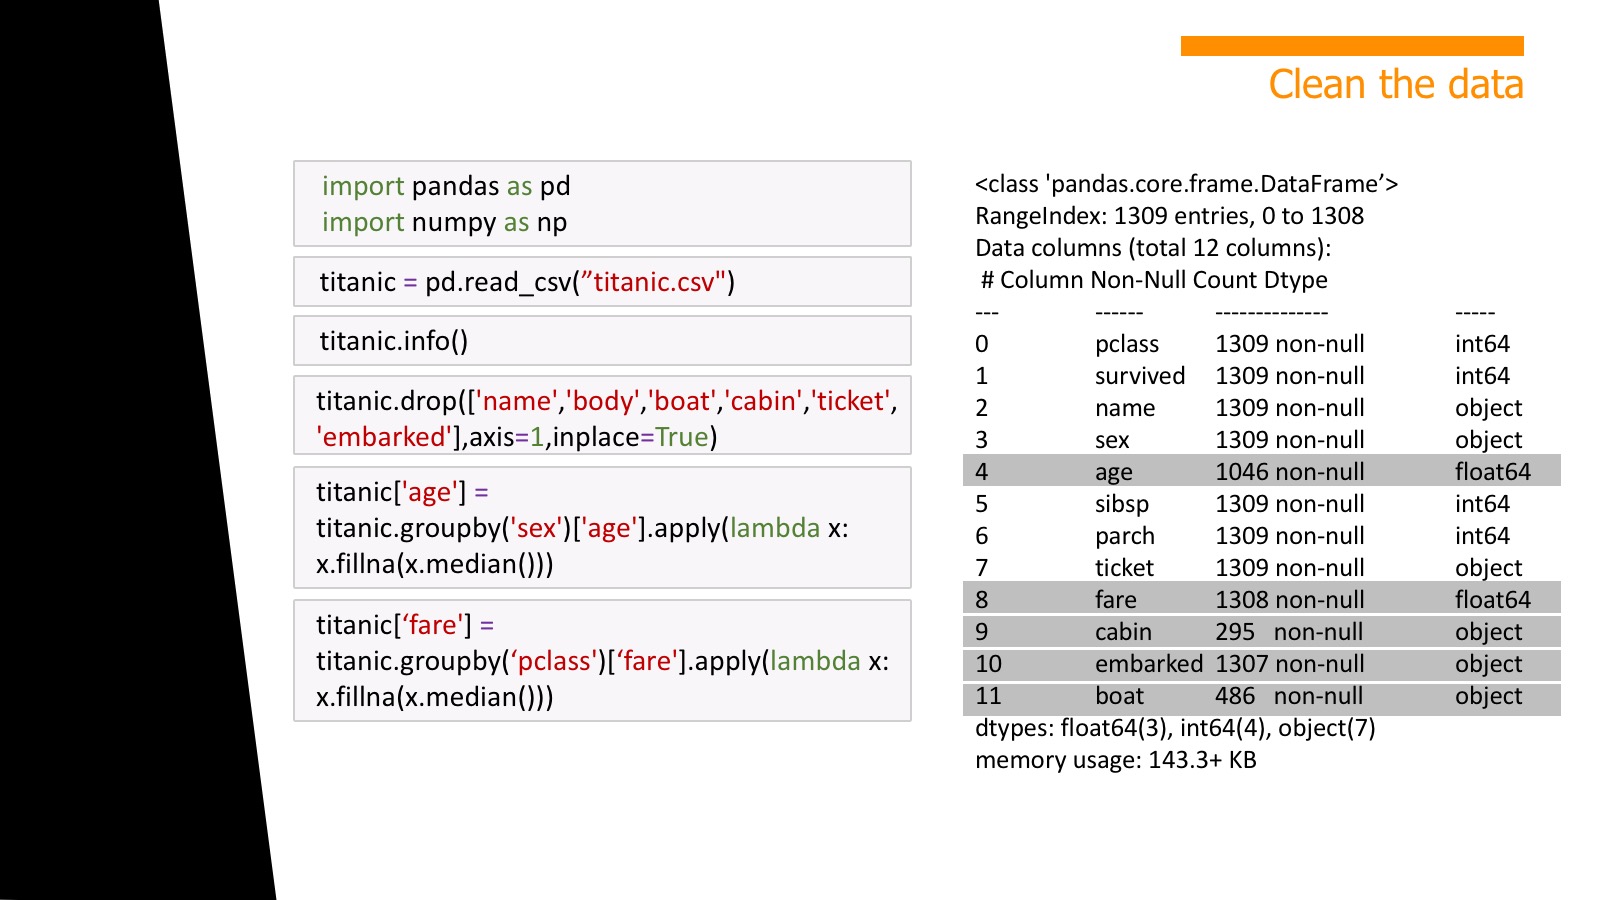 Clean the data
import pandas as pd
import numpy as np
titanic = pd.read_csv(”titanic.csv")
titanic.info()
titanic.drop(['name','body','boat','cabin','ticket',
'embarked'],axis=1,inplace=True)
titanic['age'] =
titanic.groupby('sex')['age'].apply(lambda x:
x.fillna(x.median()))
titanic[‘fare'] =
titanic.groupby(‘pclass')[‘fare'].apply(lambda x:
x.fillna(x.median()))
<class 'pandas.core.frame.DataFrame’>
RangeIndex: 1309 entries, 0 to 1308
Data columns (total 12 columns):
# Column Non-Null Count Dtype
--- ------ -------------- -----
0 pclass 1309 non-null int64
1 survived 1309 non-null int64
2 name 1309 non-null object
3 sex 1309 non-null object
4 age 1046 non-null float64
5 sibsp 1309 non-null int64
6 parch 1309 non-null int64
7 ticket 1309 non-null object
8 fare 1308 non-null float64
9 cabin 295 non-null object
10 embarked 1307 non-null object
11 boat 486 non-null object
dtypes: float64(3), int64(4), object(7)
memory usage: 143.3+ KB